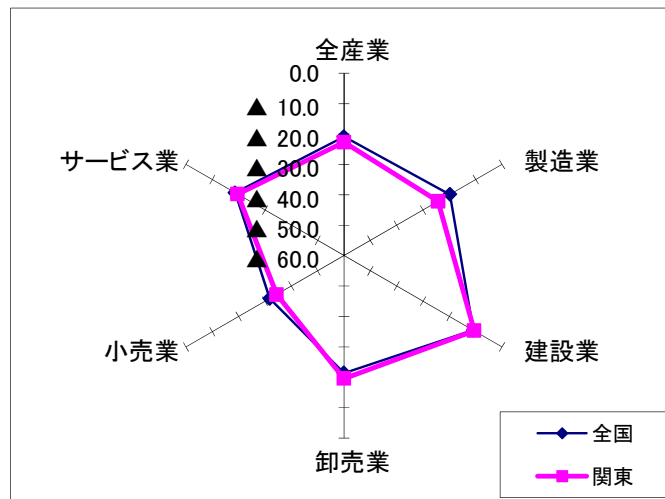 全産業
0.0
▲ 10.0
▲ 20.0
サービス業
製造業
▲ 30.0
▲ 40.0
▲ 50.0
▲ 60.0
小売業
建設業
卸売業
全国
関東